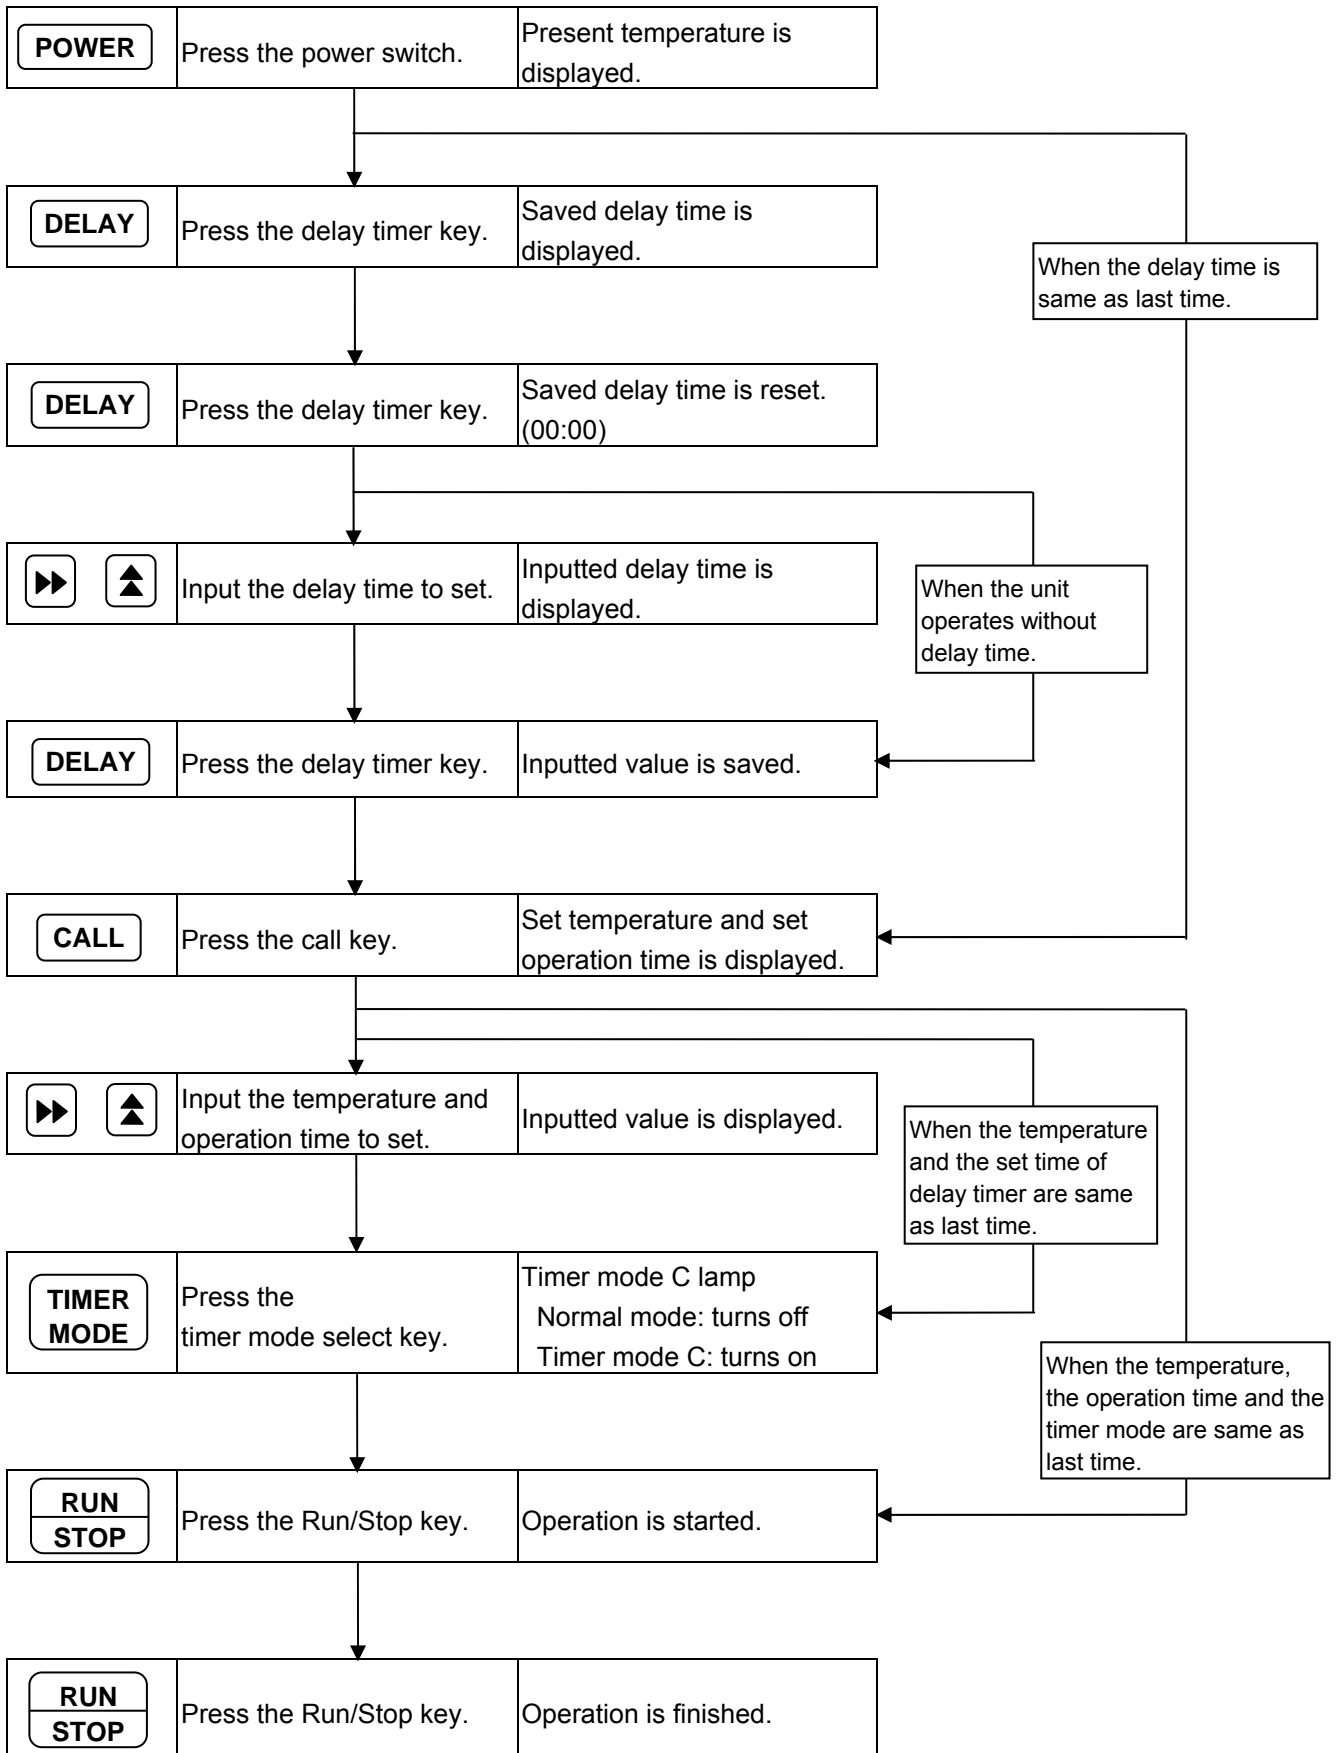 POWER
Press the power switch.
Present temperature is
displayed.
DELAY
Press the delay timer key.
Saved delay time is
displayed.
When the delay time is
same as last time.
DELAY
Press the delay timer key.
Saved delay time is reset.
(00:00)
Input the delay time to set.
Inputted delay time is
displayed.
When the unit
operates without
delay time.
DELAY
Press the delay timer key.
Inputted value is saved.
CALL
Press the call key.
Set temperature and set
operation time is displayed.
Input the temperature and
operation time to set.
Inputted value is displayed.
When the temperature
and the set time of
delay timer are same
as last time.
TIMER
MODE
Press the
timer mode select key.
Timer mode C lamp
Normal mode: turns off
Timer mode C: turns on
When the temperature,
the operation time and the
timer mode are same as
last time.
RUN
STOP
Press the Run/Stop key.
Operation is started.
RUN
STOP
Press the Run/Stop key.
Operation is finished.